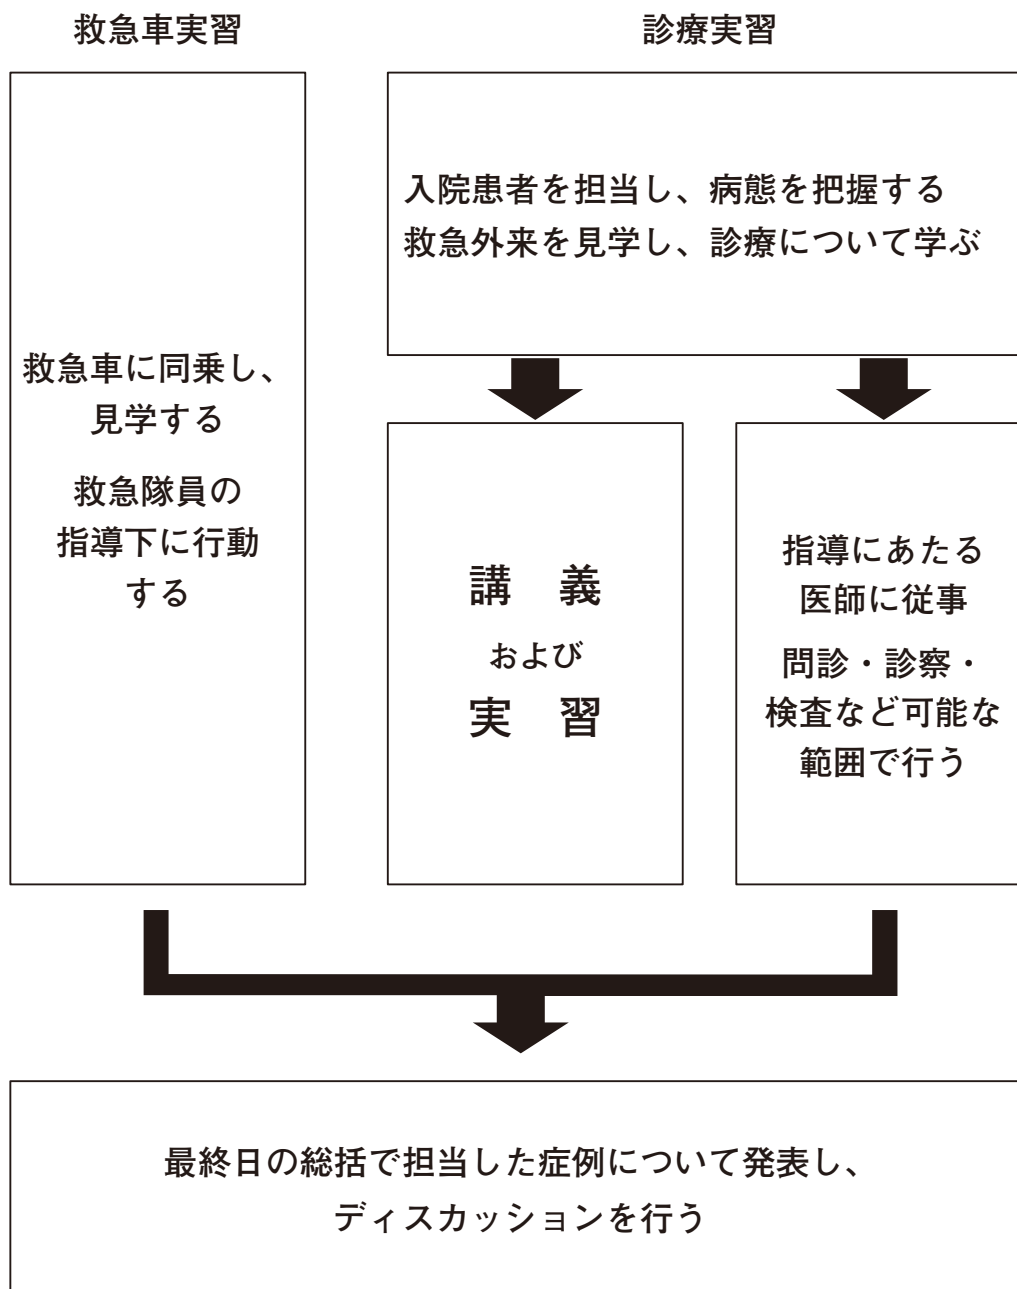 救急車実習
診療実習
救急車に同乗し、
見学する
救急隊員の
指導下に行動
する
入院患者を担当し、病態を把握する
救急外来を見学し、診療について学ぶ
講　義
および
実　習
指導にあたる
医師に従事
問診・診察・
検査など可能な
範囲で行う
最終日の総括で担当した症例について発表し、
ディスカッションを行う